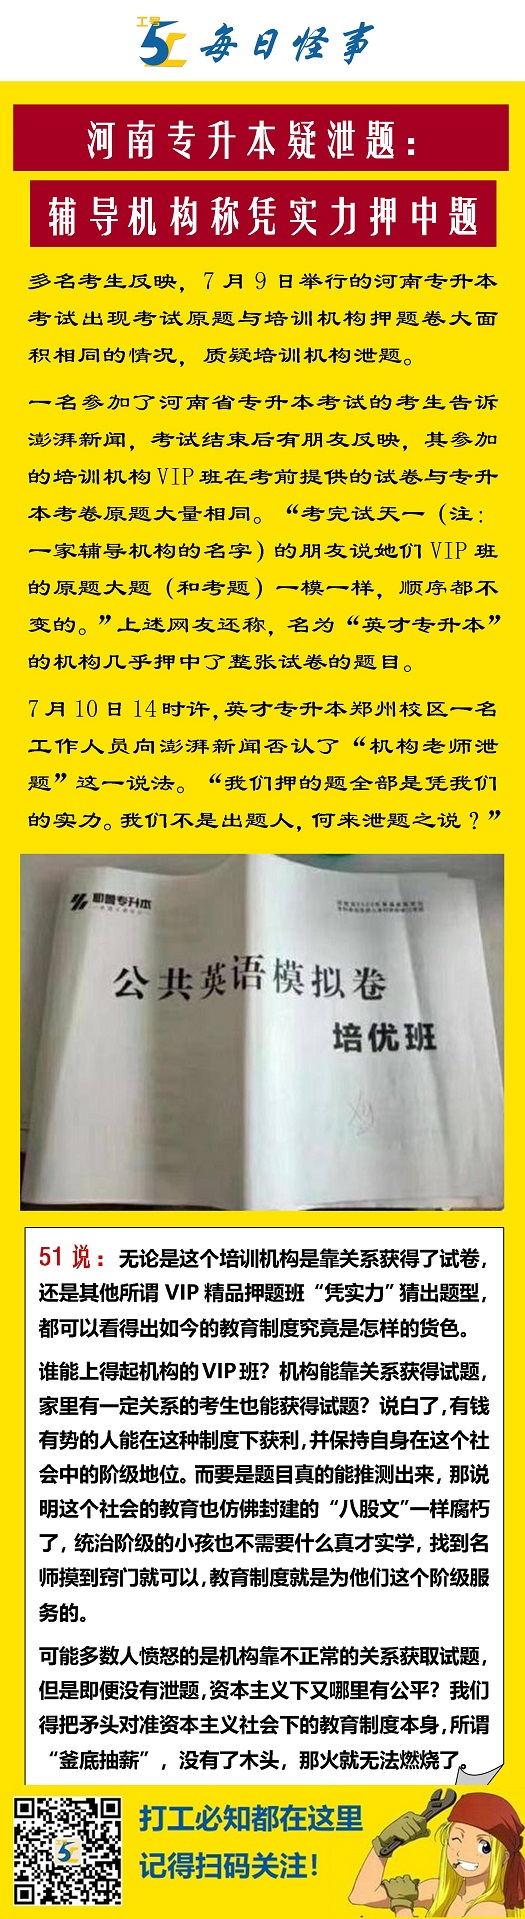 工号
51
每日怪事
河南专升本疑泄题：
辅导机构称凭实力押中题
多名考生反映，7月9日举行的河南专升本
考试出现考试原题与培训机构押题卷大面
积相同的情况，质疑培训机构泄题。
一名参加了河南省专升本考试的考生告诉
澎湃新闻，考试结束后有朋友反映，其参加
的培训机构VIP班在考前提供的试卷与专升
本考卷原题大量相同。“考完试天一（注：
一家辅导机构的名字）的朋友说她们VIP班
的原题大题（和考题）一模一样，顺序都不
变的。”上述网友还称，名为“英才专升本”
的机构几乎押中了整张试卷的题目。
7月10日14时许，英才专升本郑州校区一名
工作人员向澎湃新闻否认了“机构老师泄
题”这一说法。“我们押的题全部是凭我们
的实力。我们不是出题人，何来泄题之说？”
耶鲁专升本
公共英语模拟卷
培优班
51说：无论是这个培训机构是靠关系获得了试卷，
还是其他所谓VIP精品押题班“凭实力”猜出题型，
都可以看得出如今的教育制度究竟是怎样的货色。
谁能上得起机构的VIP班？机构能靠关系获得试题，
家里有一定关系的考生也能获得试题？说白了，有钱
有势的人能在这种制度下获利，并保持自身在这个社
会中的阶级地位。而要是题目真的能推测出来，那说
明这个社会的教育也仿佛封建的“八股文”一样腐朽
了，统治阶级的小孩也不需要什么真才实学，找到名
师摸到窍门就可以，教育制度就是为他们这个阶级服
务的。
可能多数人愤怒的是机构靠不正常的关系获取试题，
但是即便没有泄题，资本主义下又哪里有公平？我们
得把矛头对准资本主义社会下的教育制度本身，所谓
“釜底抽薪”，没有了木头，那火就无法燃烧了。
打工必知都在这里
记得扫码关注！